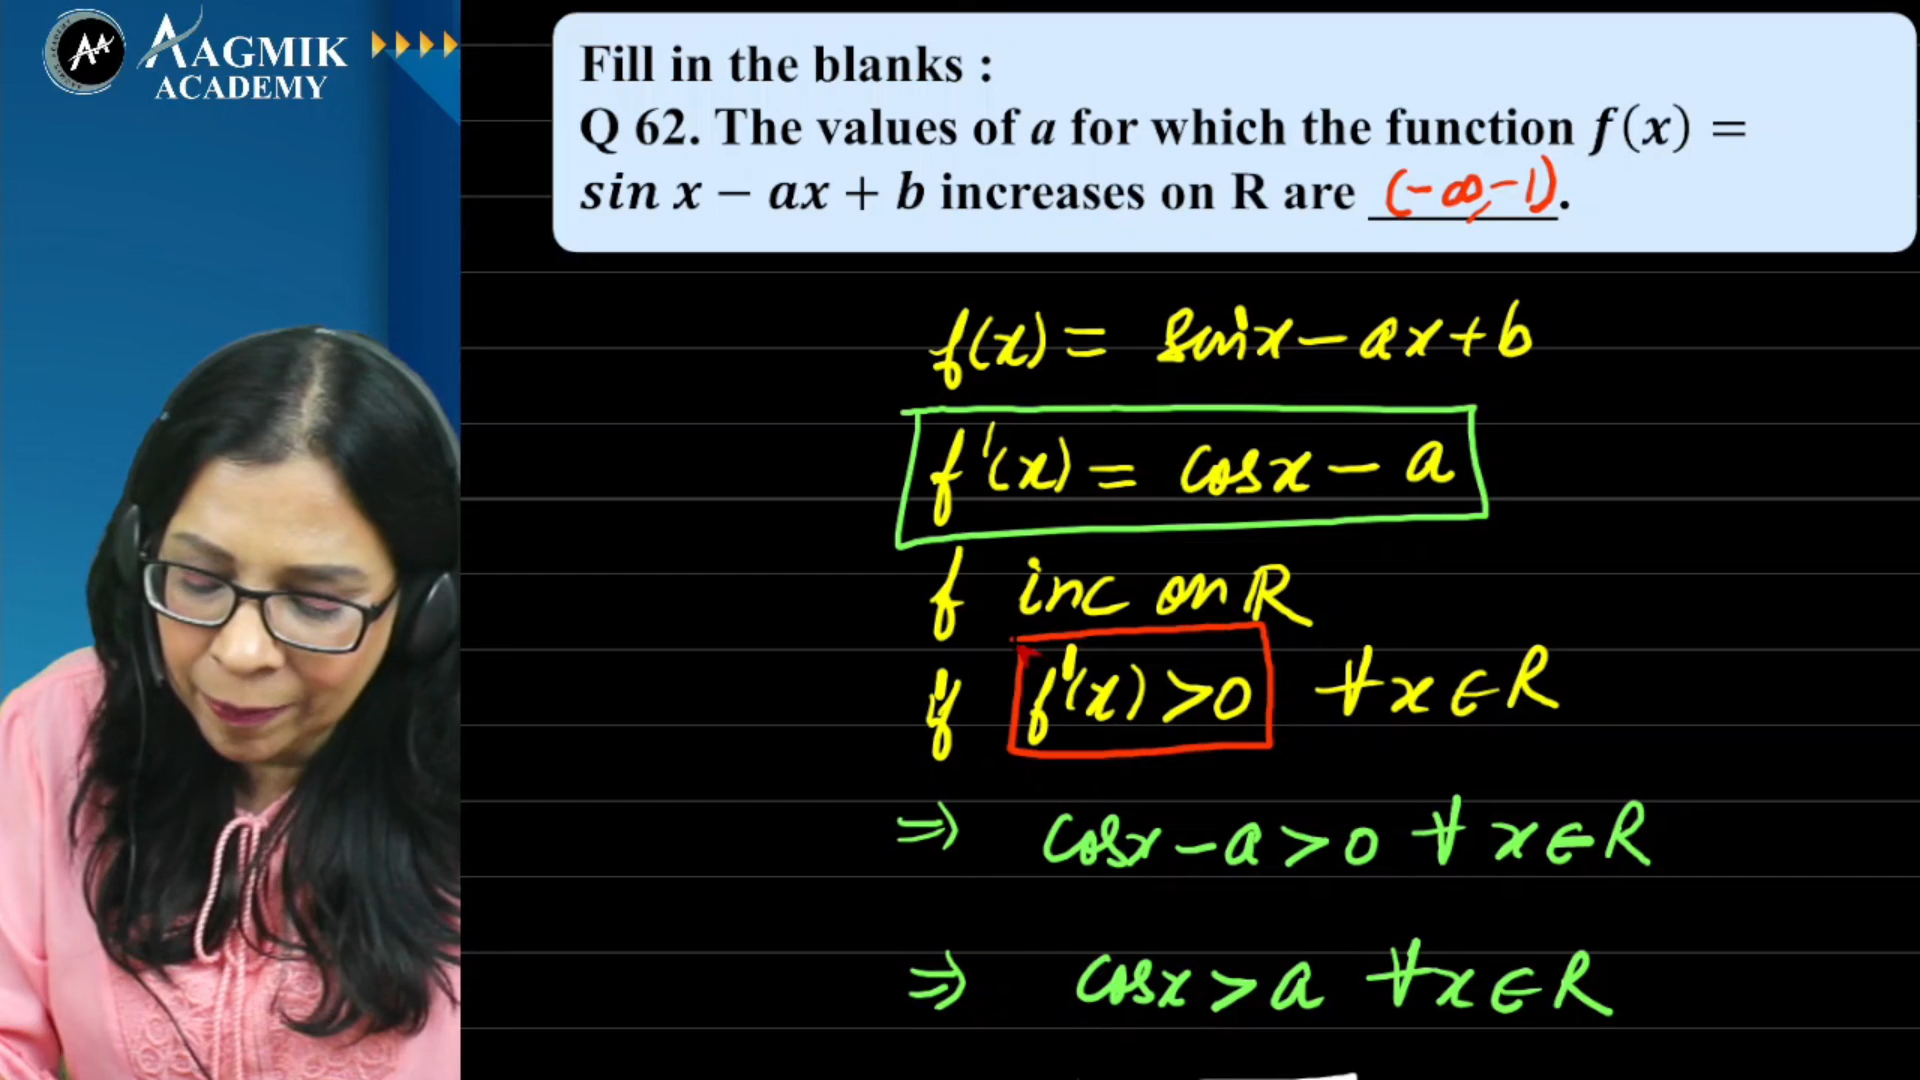 AAGMIK
ACADEMY
Fill in the blanks :
Q 62. The values of a for which the function f(x) =
sin x − ax + b increases on R are (-∞,-1).
f(x) = sinx-ax+b
f'(x) = cosx - a
f inc on R
if f'(x) >0 ∀x∈R
⇒ cosx-a>0 ∀ x∈R
⇒ cosx>a ∀x∈R